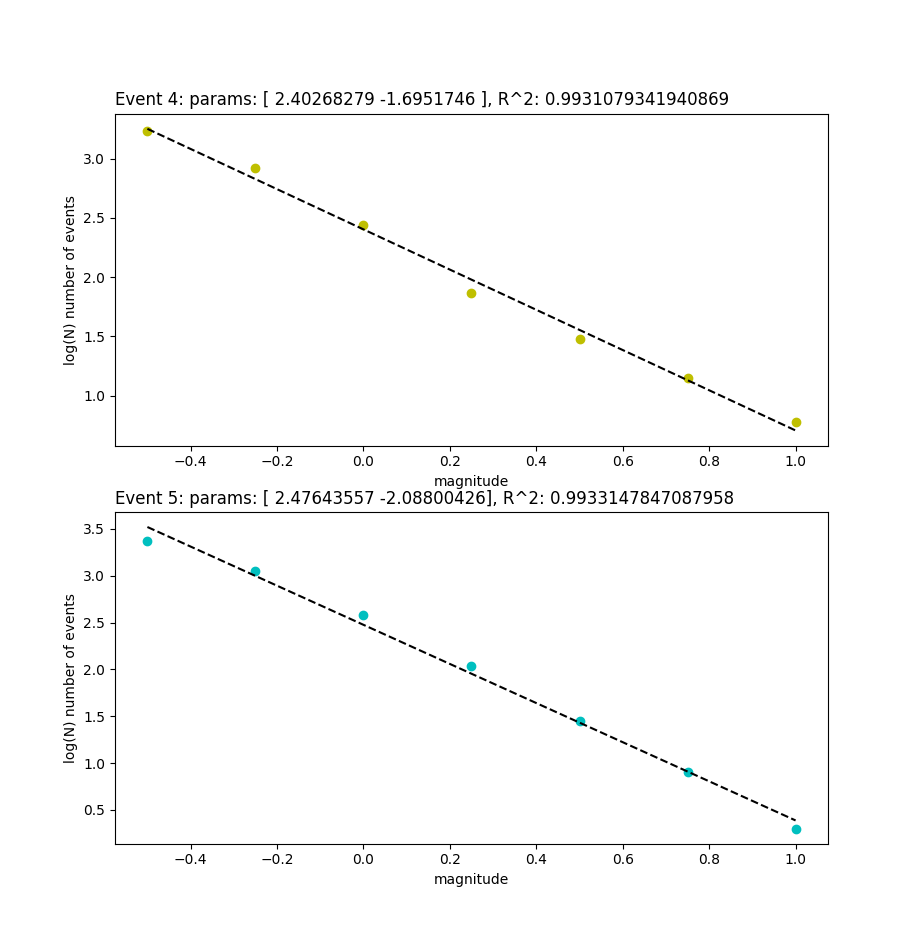 Event 4: params: [ 2.40268279 -1.6951746 ], R^2: 0.9931079341940869
3.0
2.5
2.0
1.5
1.0
log(N) number of events
−0.4 −0.2 0.0 0.2 0.4 0.6 0.8 1.0
magnitude
Event 5: params: [ 2.47643557 -2.08800426], R^2: 0.9933147847087958
3.5
3.0
2.5
2.0
1.5
1.0
0.5
log(N) number of events
−0.4 −0.2 0.0 0.2 0.4 0.6 0.8 1.0
magnitude